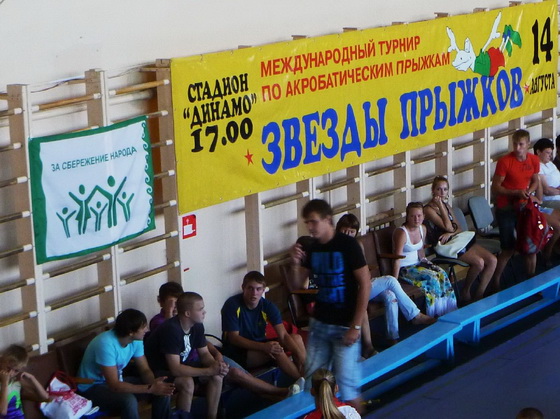 СТАДИОН
"ДИНАМО"
17.00
МЕЖДУНАРОДНЫЙ ТУРНИР
ПО АКРОБАТИЧЕСКИМ ПРЫЖКАМ
ЗВЕЗДЫ ПРЫЖКОВ
14
АВГУСТА
ЗА СБЕРЕЖЕНИЕ НАРОДА